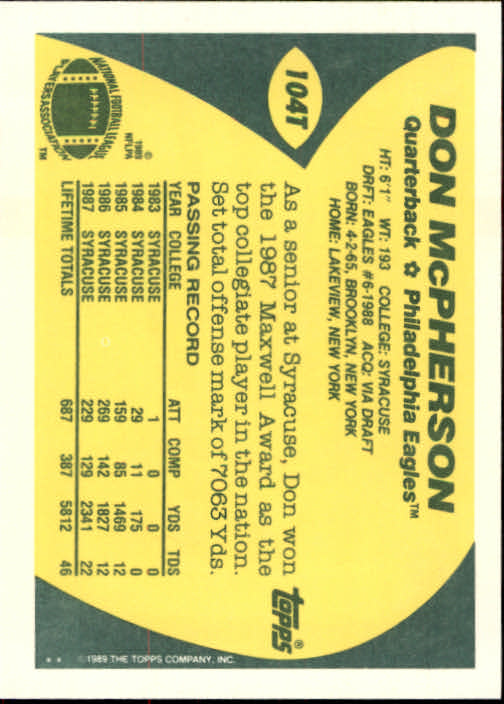 104T
DON McPHERSON
Quarterback ✿ Philadelphia Eagles™
HT: 6'1" WT: 193 COLLEGE: SYRACUSE
DRFT: EAGLES #6-1988 ACQ: VIA DRAFT
BORN: 4-2-65, BROOKLYN, NEW YORK
HOME: LAKEVIEW, NEW YORK
As a senior at Syracuse, Don won
the 1987 Maxwell Award as the
top collegiate player in the nation.
Set total offense mark of 7063 Yds.
PASSING RECORD
YEAR COLLEGE ATT COMP YDS TDS
1983 SYRACUSE 1 0 0 0
1984 SYRACUSE 29 11 175 0
1985 SYRACUSE 159 85 1469 12
1986 SYRACUSE 269 142 1827 12
1987 SYRACUSE 229 129 2341 22
LIFETIME TOTALS 687 387 5812 46
NATIONAL FOOTBALL LEAGUE
PLAYERS ASSOCIATION
™
©
1989
NFLPA
topps®
** ©1989 THE TOPPS COMPANY, INC.